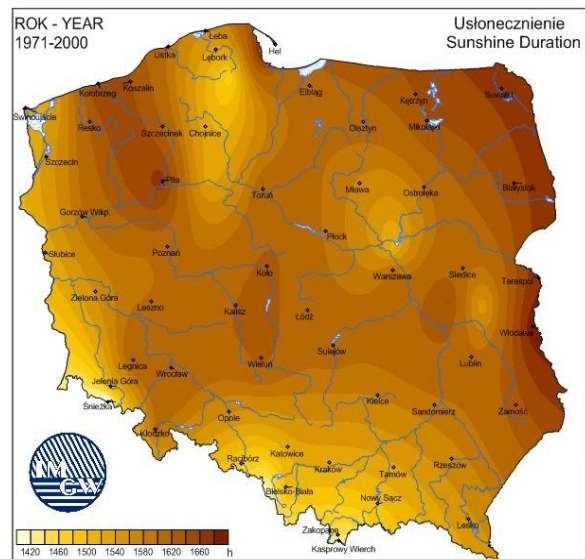 ROK - YEAR
1971-2000
Usłonecznienie
Sunshine Duration
Łeba
Hel
Ustka
Lębork
Koszalin
Kołobrzeg
Elbląg
Kętrzyn
Suwałki
Świnoujście
Resko
Szczecinek
Chojnice
Olsztyn
Mikołajki
Szczecin
Piła
Toruń
Mława
Ostrołęka
Białystok
Gorzów Wlkp.
Płock
Słubice
Poznań
Koło
Warszawa
Siedlce
Terespol
Zielona Góra
Leszno
Kalisz
Łódź
Włodawa
Sulejów
Legnica
Wrocław
Wieluń
Lublin
Jelenia Góra
Śnieżka
Kielce
Sandomierz
Zamość
Opole
Kłodzko
Katowice
Racibórz
Kraków
Tarnów
Rzeszów
Bielsko-Biała
Nowy Sącz
Lesko
Zakopane
Kasprowy Wierch
IM
GW
1420 1460 1500 1540 1580 1620 1660 h